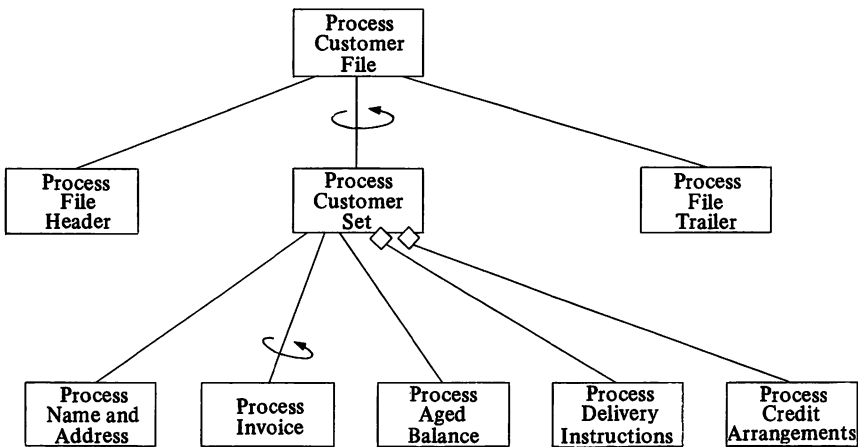 Process
Customer
File
Process
File
Header
Process
Customer
Set
Process
File
Trailer
Process
Name and
Address
Process
Invoice
Process
Aged
Balance
Process
Delivery
Instructions
Process
Credit
Arrangements